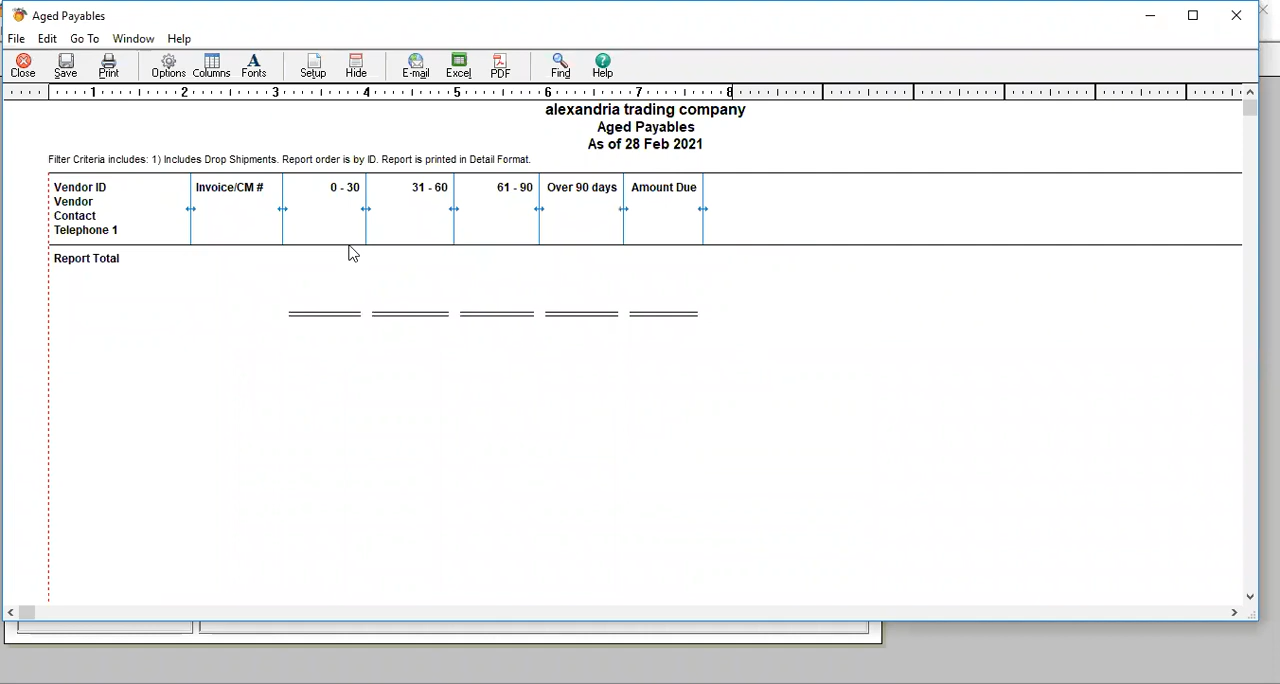 Aged Payables
File Edit Go To Window Help
Close Save Print Options Columns Fonts Setup Hide E-mail Excel PDF Find Help
1 2 3 4 5 6 7 8
alexandria trading company
Aged Payables
As of 28 Feb 2021
Filter Criteria includes: 1) Includes Drop Shipments. Report order is by ID. Report is printed in Detail Format.
Vendor ID Invoice/CM # 0 - 30 31 - 60 61 - 90 Over 90 days Amount Due
Vendor
Contact
Telephone 1
Report Total